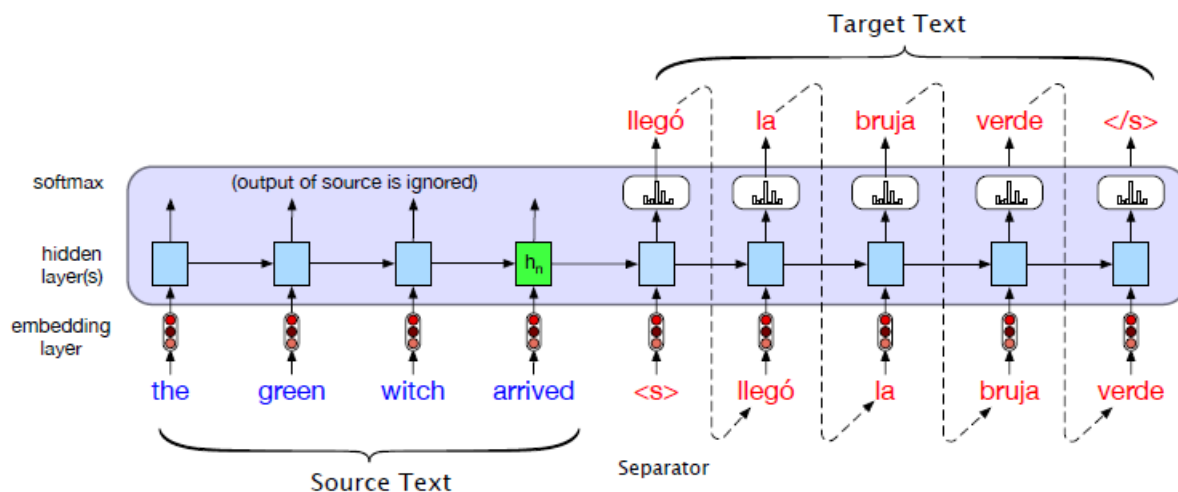 Target Text
llegó la bruja verde </s>
softmax
(output of source is ignored)
hidden
layer(s)
hn
embedding
layer
the green witch arrived <s> llegó la bruja verde
Separator
Source Text